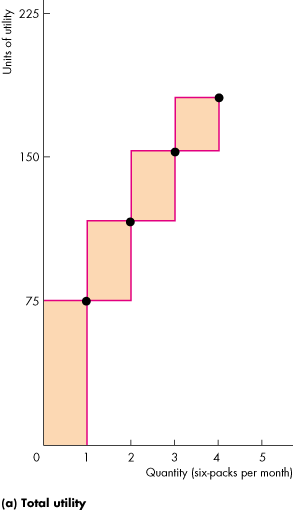 Units of utility
225
150
75
0 1 2 3 4 5
Quantity (six-packs per month)
(a) Total utility